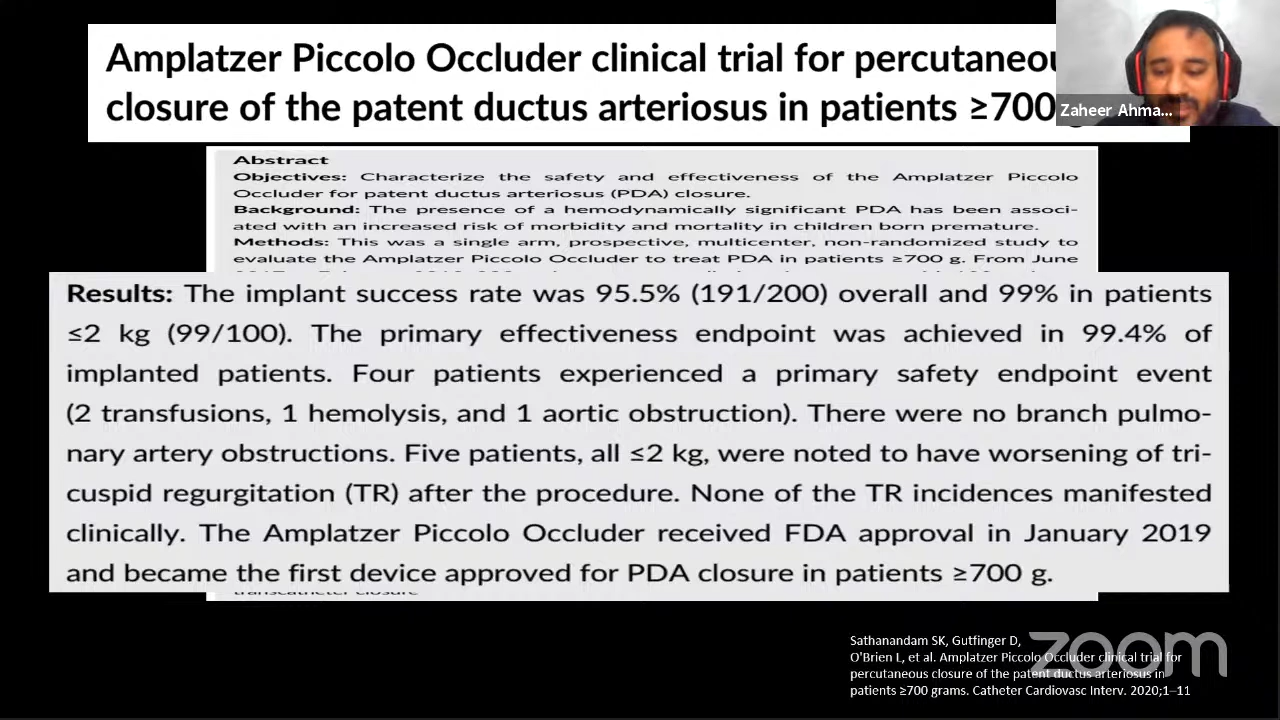 Amplatzer Piccolo Occluder clinical trial for percutaneou
closure of the patent ductus arteriosus in patients ≥700
Zaheer Ahma...
Abstract
Objectives: Characterize the safety and effectiveness of the Amplatzer Piccolo
Occluder for patent ductus arteriosus (PDA) closure.
Background: The presence of a hemodynamically significant PDA has been associ-
ated with an increased risk of morbidity and mortality in children born premature.
Methods: This was a single arm, prospective, multicenter, non-randomized study to
evaluate the Amplatzer Piccolo Occluder to treat PDA in patients ≥700 g. From June
Results: The implant success rate was 95.5% (191/200) overall and 99% in patients
≤2 kg (99/100). The primary effectiveness endpoint was achieved in 99.4% of
implanted patients. Four patients experienced a primary safety endpoint event
(2 transfusions, 1 hemolysis, and 1 aortic obstruction). There were no branch pulmo-
nary artery obstructions. Five patients, all ≤2 kg, were noted to have worsening of tri-
cuspid regurgitation (TR) after the procedure. None of the TR incidences manifested
clinically. The Amplatzer Piccolo Occluder received FDA approval in January 2019
and became the first device approved for PDA closure in patients ≥700 g.
transcatheter closure
Sathanandam SK, Gutfinger D,
O'Brien L, et al. Amplatzer Piccolo Occluder clinical trial for
percutaneous closure of the patent ductus arteriosus in
patients ≥700 grams. Catheter Cardiovasc Interv. 2020;1–11
zoom